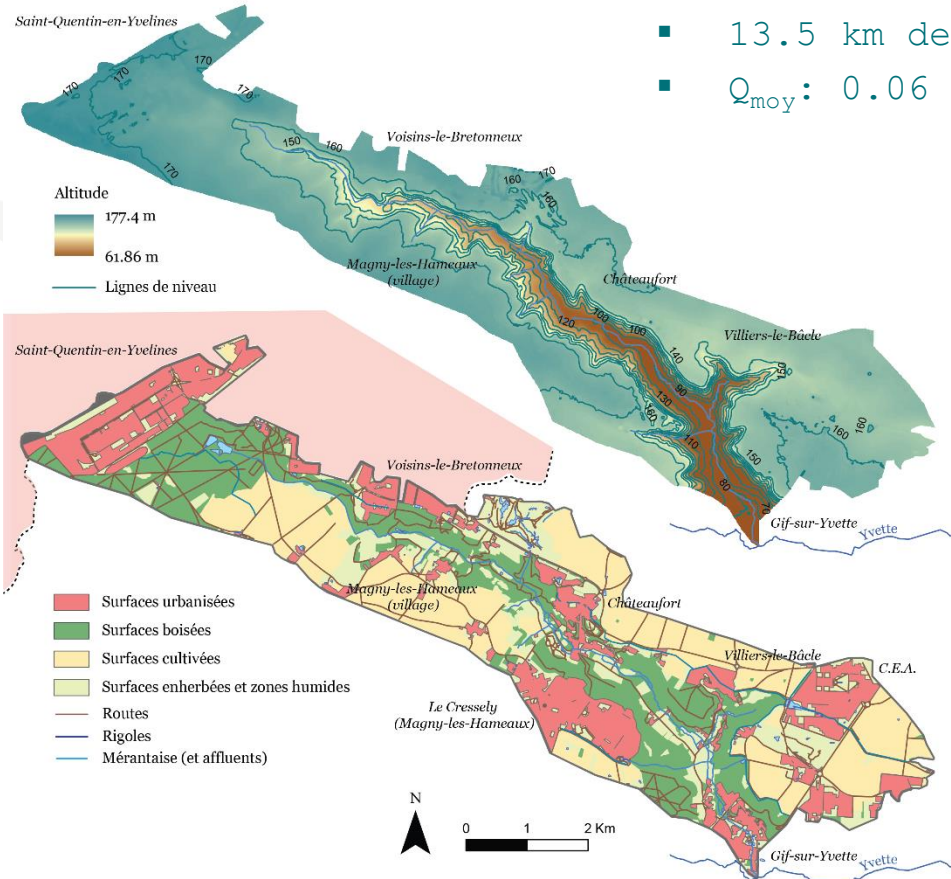 Saint-Quentin-en-Yvelines
▪ 13.5 km de
▪ Qmoy: 0.06
170
170
170
170
170
Voisins-le-Bretonneux
150
160
160
170
160
Altitude
177.4 m
61.86 m
Lignes de niveau
Magny-les-Hameaux
(village)
Châteaufort
100
100
120
140
Villiers-le-Bâcle
150
90
130
160
160
160
110
150
80
70
Gif-sur-Yvette
Yvette
Saint-Quentin-en-Yvelines
Voisins-le-Bretonneux
Surfaces urbanisées
Surfaces boisées
Surfaces cultivées
Surfaces enherbées et zones humides
Routes
Rigoles
Mérantaise (et affluents)
Magny-les-Hameaux
(village)
Châteaufort
Villiers-le-Bâcle
C.E.A.
Le Cressely
(Magny-les-Hameaux)
N
0 1 2 Km
Gif-sur-Yvette
Yvette